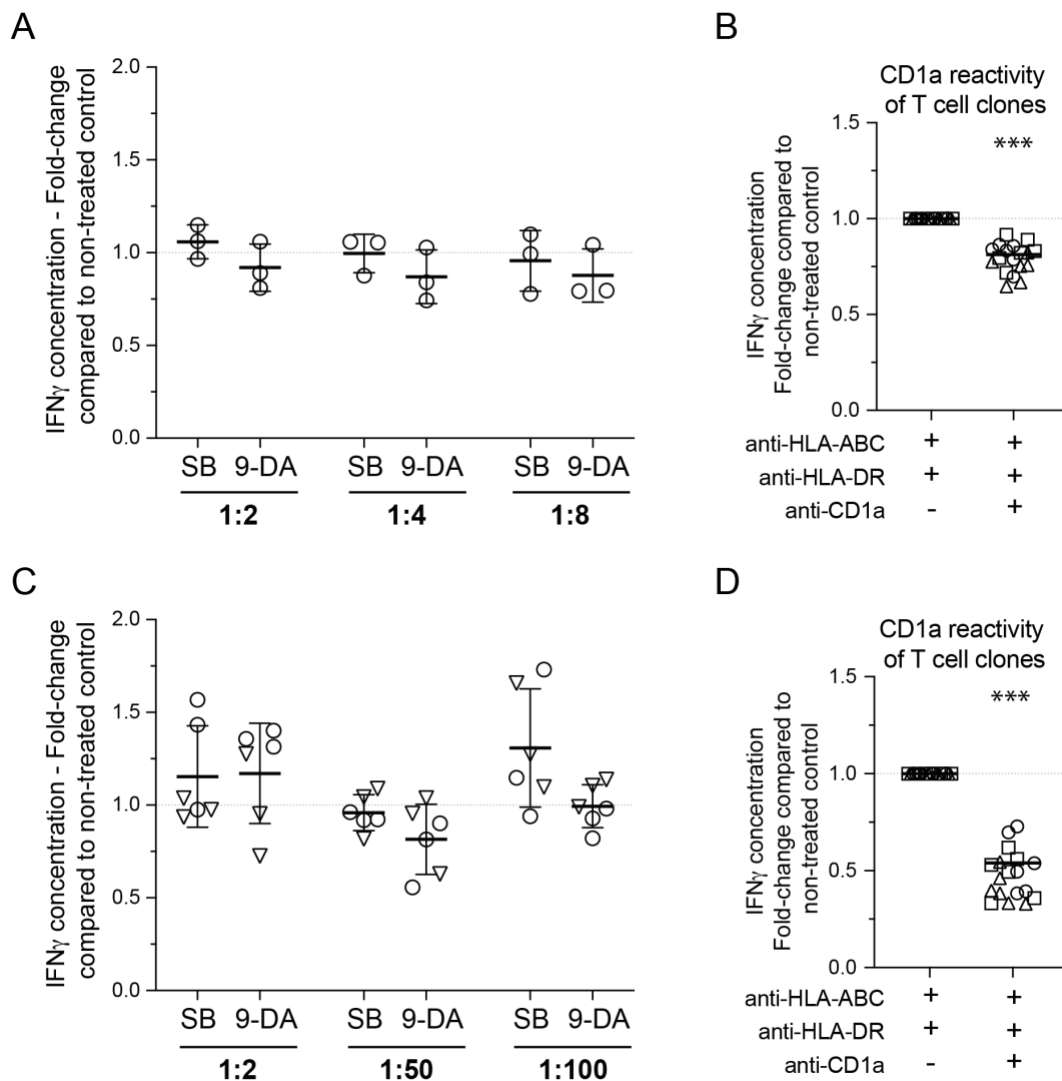 A
IFNγ concentration - Fold-change
compared to non-treated control
2.0
1.5
1.0
0.5
0.0
SB 9-DA SB 9-DA SB 9-DA
1:2 1:4 1:8
B
CD1a reactivity
of T cell clones
IFNγ concentration
Fold-change compared to
non-treated control
1.5
1.0
0.5
0.0
***
anti-HLA-ABC + +
anti-HLA-DR + +
anti-CD1a - +
C
IFNγ concentration - Fold-change
compared to non-treated control
2.0
1.5
1.0
0.5
0.0
SB 9-DA SB 9-DA SB 9-DA
1:2 1:50 1:100
D
CD1a reactivity
of T cell clones
IFNγ concentration
Fold-change compared to
non-treated control
1.5
1.0
0.5
0.0
***
anti-HLA-ABC + +
anti-HLA-DR + +
anti-CD1a - +